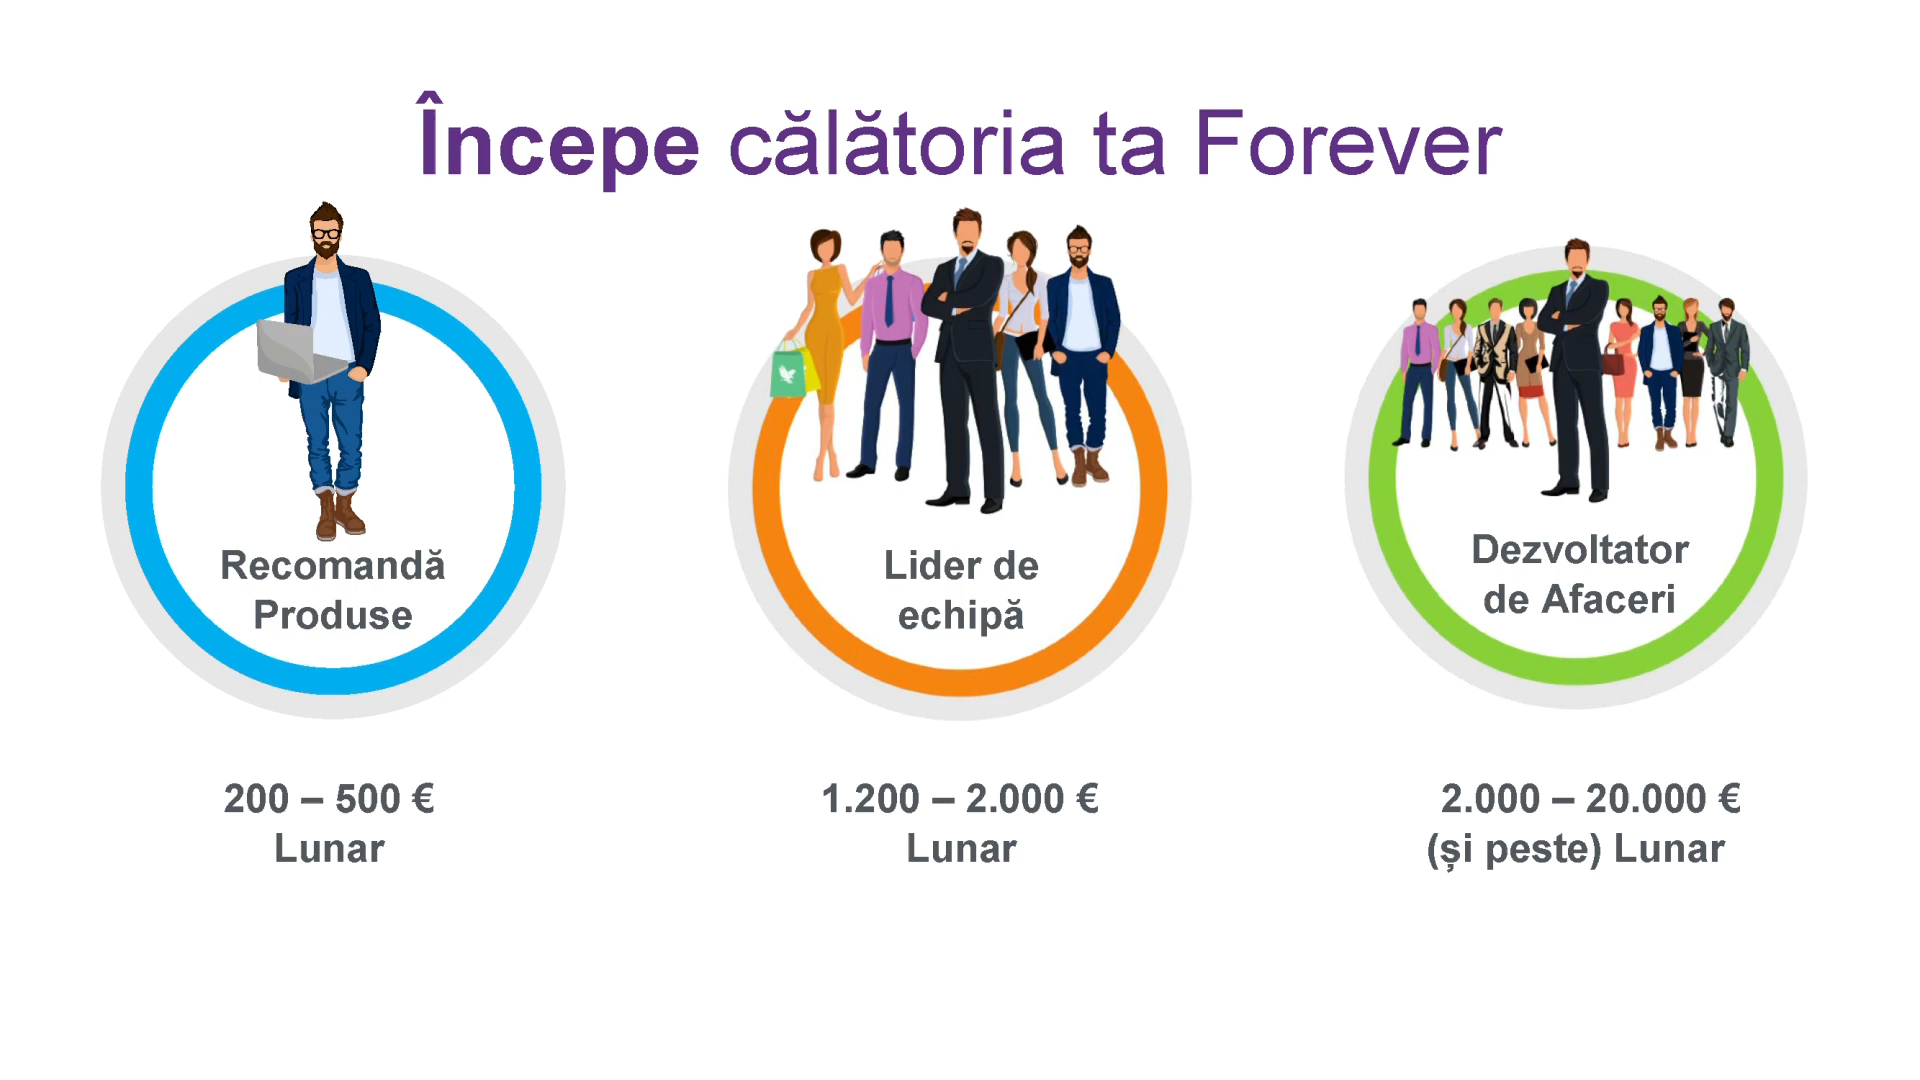 Începe călătoria ta Forever
Recomandă
Produse
Lider de
echipă
Dezvoltator
de Afaceri
200 – 500 €
Lunar
1.200 – 2.000 €
Lunar
2.000 – 20.000 €
(și peste) Lunar